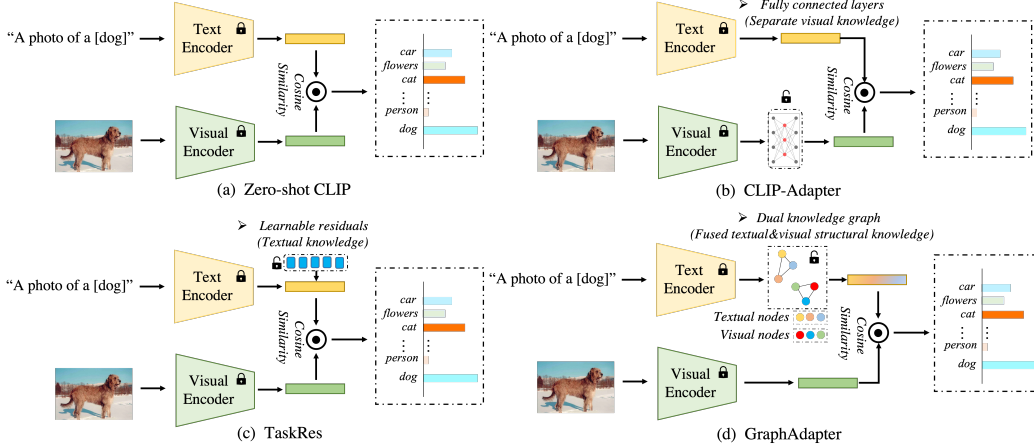 “A photo of a [dog]”
Text
Encoder
Cosine
Similarity
Visual
Encoder
car
flowers
cat
person
dog
(a) Zero-shot CLIP
➢ Fully connected layers
(Separate visual knowledge)
“A photo of a [dog]”
Text
Encoder
Cosine
Similarity
Visual
Encoder
car
flowers
cat
person
dog
(b) CLIP-Adapter
➢ Learnable residuals
(Textual knowledge)
“A photo of a [dog]”
Text
Encoder
Cosine
Similarity
Visual
Encoder
car
flowers
cat
person
dog
(c) TaskRes
➢ Dual knowledge graph
(Fused textual&visual structural knowledge)
“A photo of a [dog]”
Text
Encoder
Textual nodes
Visual nodes
Cosine
Similarity
Visual
Encoder
car
flowers
cat
person
dog
(d) GraphAdapter